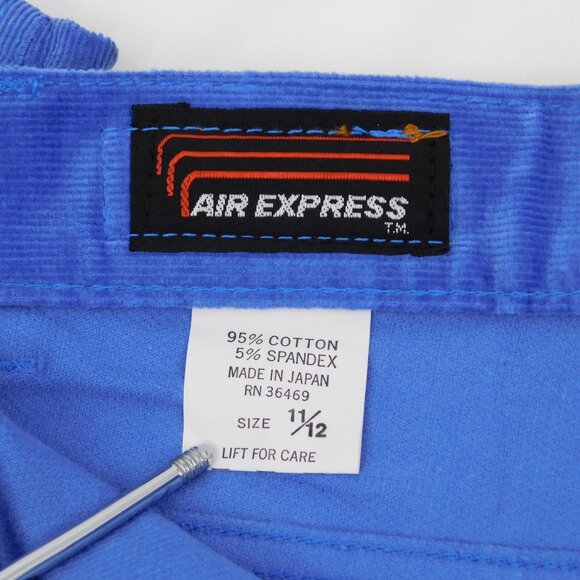 AIR EXPRESS
T.M.
95% COTTON
5% SPANDEX
MADE IN JAPAN
RN 36469
SIZE 11/12
LIFT FOR CARE